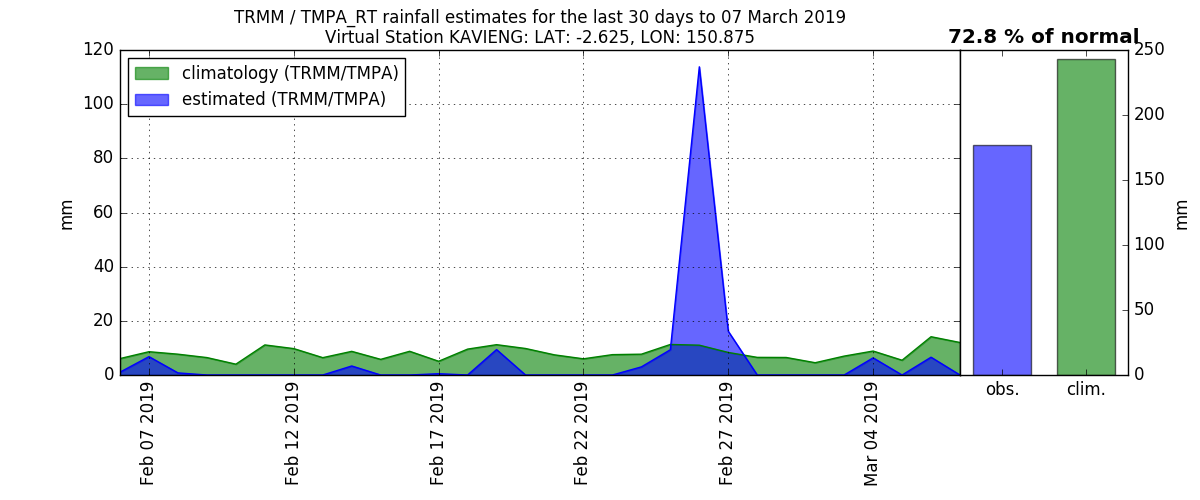 TRMM / TMPA_RT rainfall estimates for the last 30 days to 07 March 2019
Virtual Station KAVIENG: LAT: -2.625, LON: 150.875
72.8 % of normal
climatology (TRMM/TMPA)
estimated (TRMM/TMPA)
mm
120
100
80
60
40
20
0
Feb 07 2019
Feb 12 2019
Feb 17 2019
Feb 22 2019
Feb 27 2019
Mar 04 2019
obs.
clim.
250
200
150
100
50
0
mm